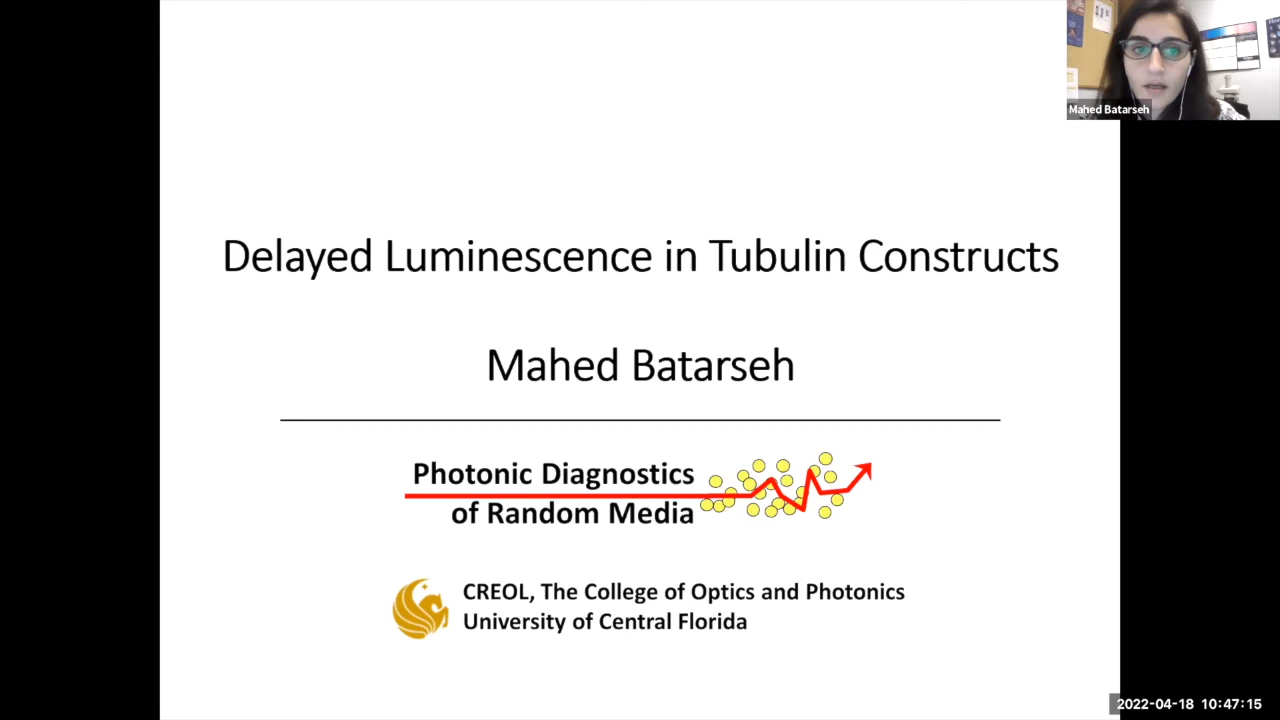 Mahed Batarseh
Delayed Luminescence in Tubulin Constructs
Mahed Batarseh
Photonic Diagnostics
of Random Media
CREOL, The College of Optics and Photonics
University of Central Florida
2022-04-18 10:47:15